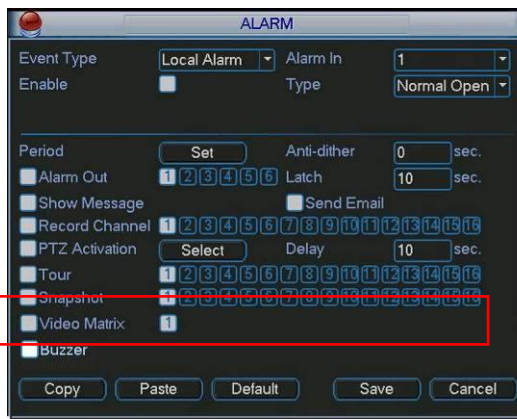 ALARM
Event Type Local Alarm Alarm In 1
Enable Type Normal Open
Period Set Anti-dither 0 sec.
Alarm Out 1 2 3 4 5 6 Latch 10 sec.
Show Message Send Email
Record Channel 1 2 3 4 5 6 7 8 9 10 11 12 13 14 15 16
PTZ Activation Select Delay 10 sec.
Tour 1 2 3 4 5 6 7 8 9 10 11 12 13 14 15 16
Snapshot 1 2 3 4 5 6 7 8 9 10 11 12 13 14 15 16
Video Matrix 1
Buzzer
Copy Paste Default Save Cancel